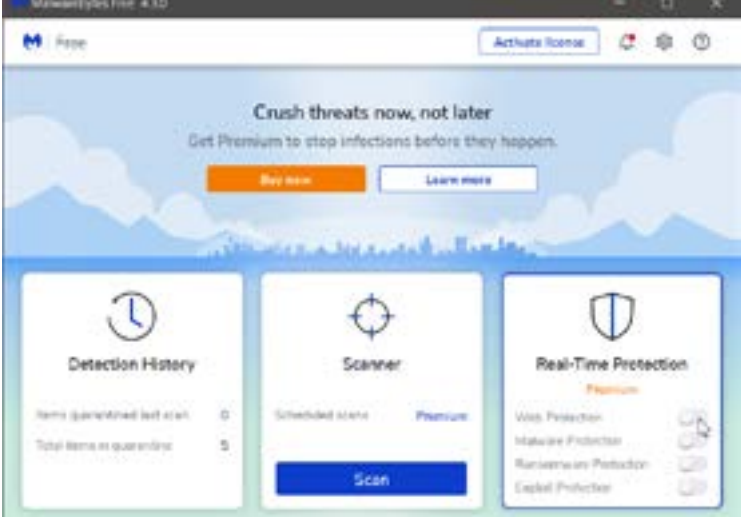 Malwarebytes Free 4.3.0
Free
Activate license
Crush threats now, not later
Get Premium to stop infections before they happen.
Buy now
Learn more
Detection History
Items quarantined last scan 0
Total items in quarantine 5
Scanner
Scheduled scans Premium
Scan
Real-Time Protection
Premium
Web Protection
Malware Protection
Ransomware Protection
Exploit Protection